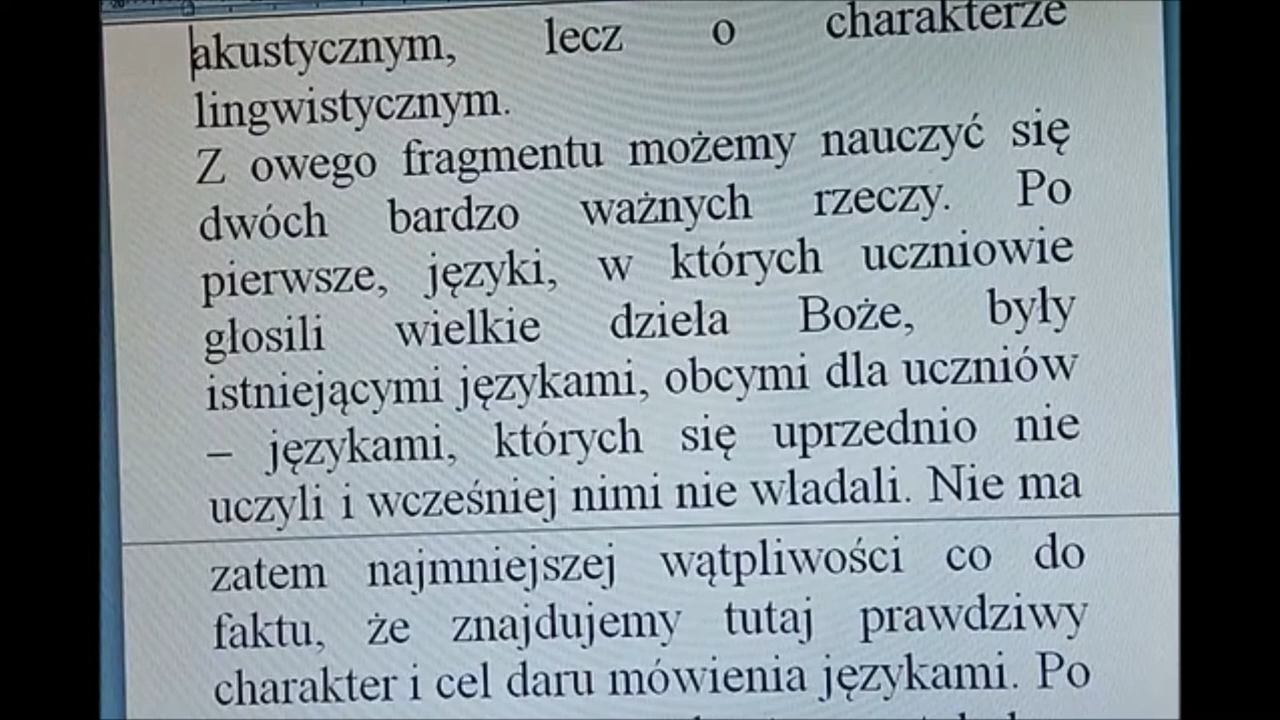 akustycznym, lecz o charakterze
lingwistycznym.
Z owego fragmentu możemy nauczyć się
dwóch bardzo ważnych rzeczy. Po
pierwsze, języki, w których uczniowie
głosili wielkie dzieła Boże, były
istniejącymi językami, obcymi dla uczniów
– językami, których się uprzednio nie
uczyli i wcześniej nimi nie władali. Nie ma
zatem najmniejszej wątpliwości co do
faktu, że znajdujemy tutaj prawdziwy
charakter i cel daru mówienia językami. Po